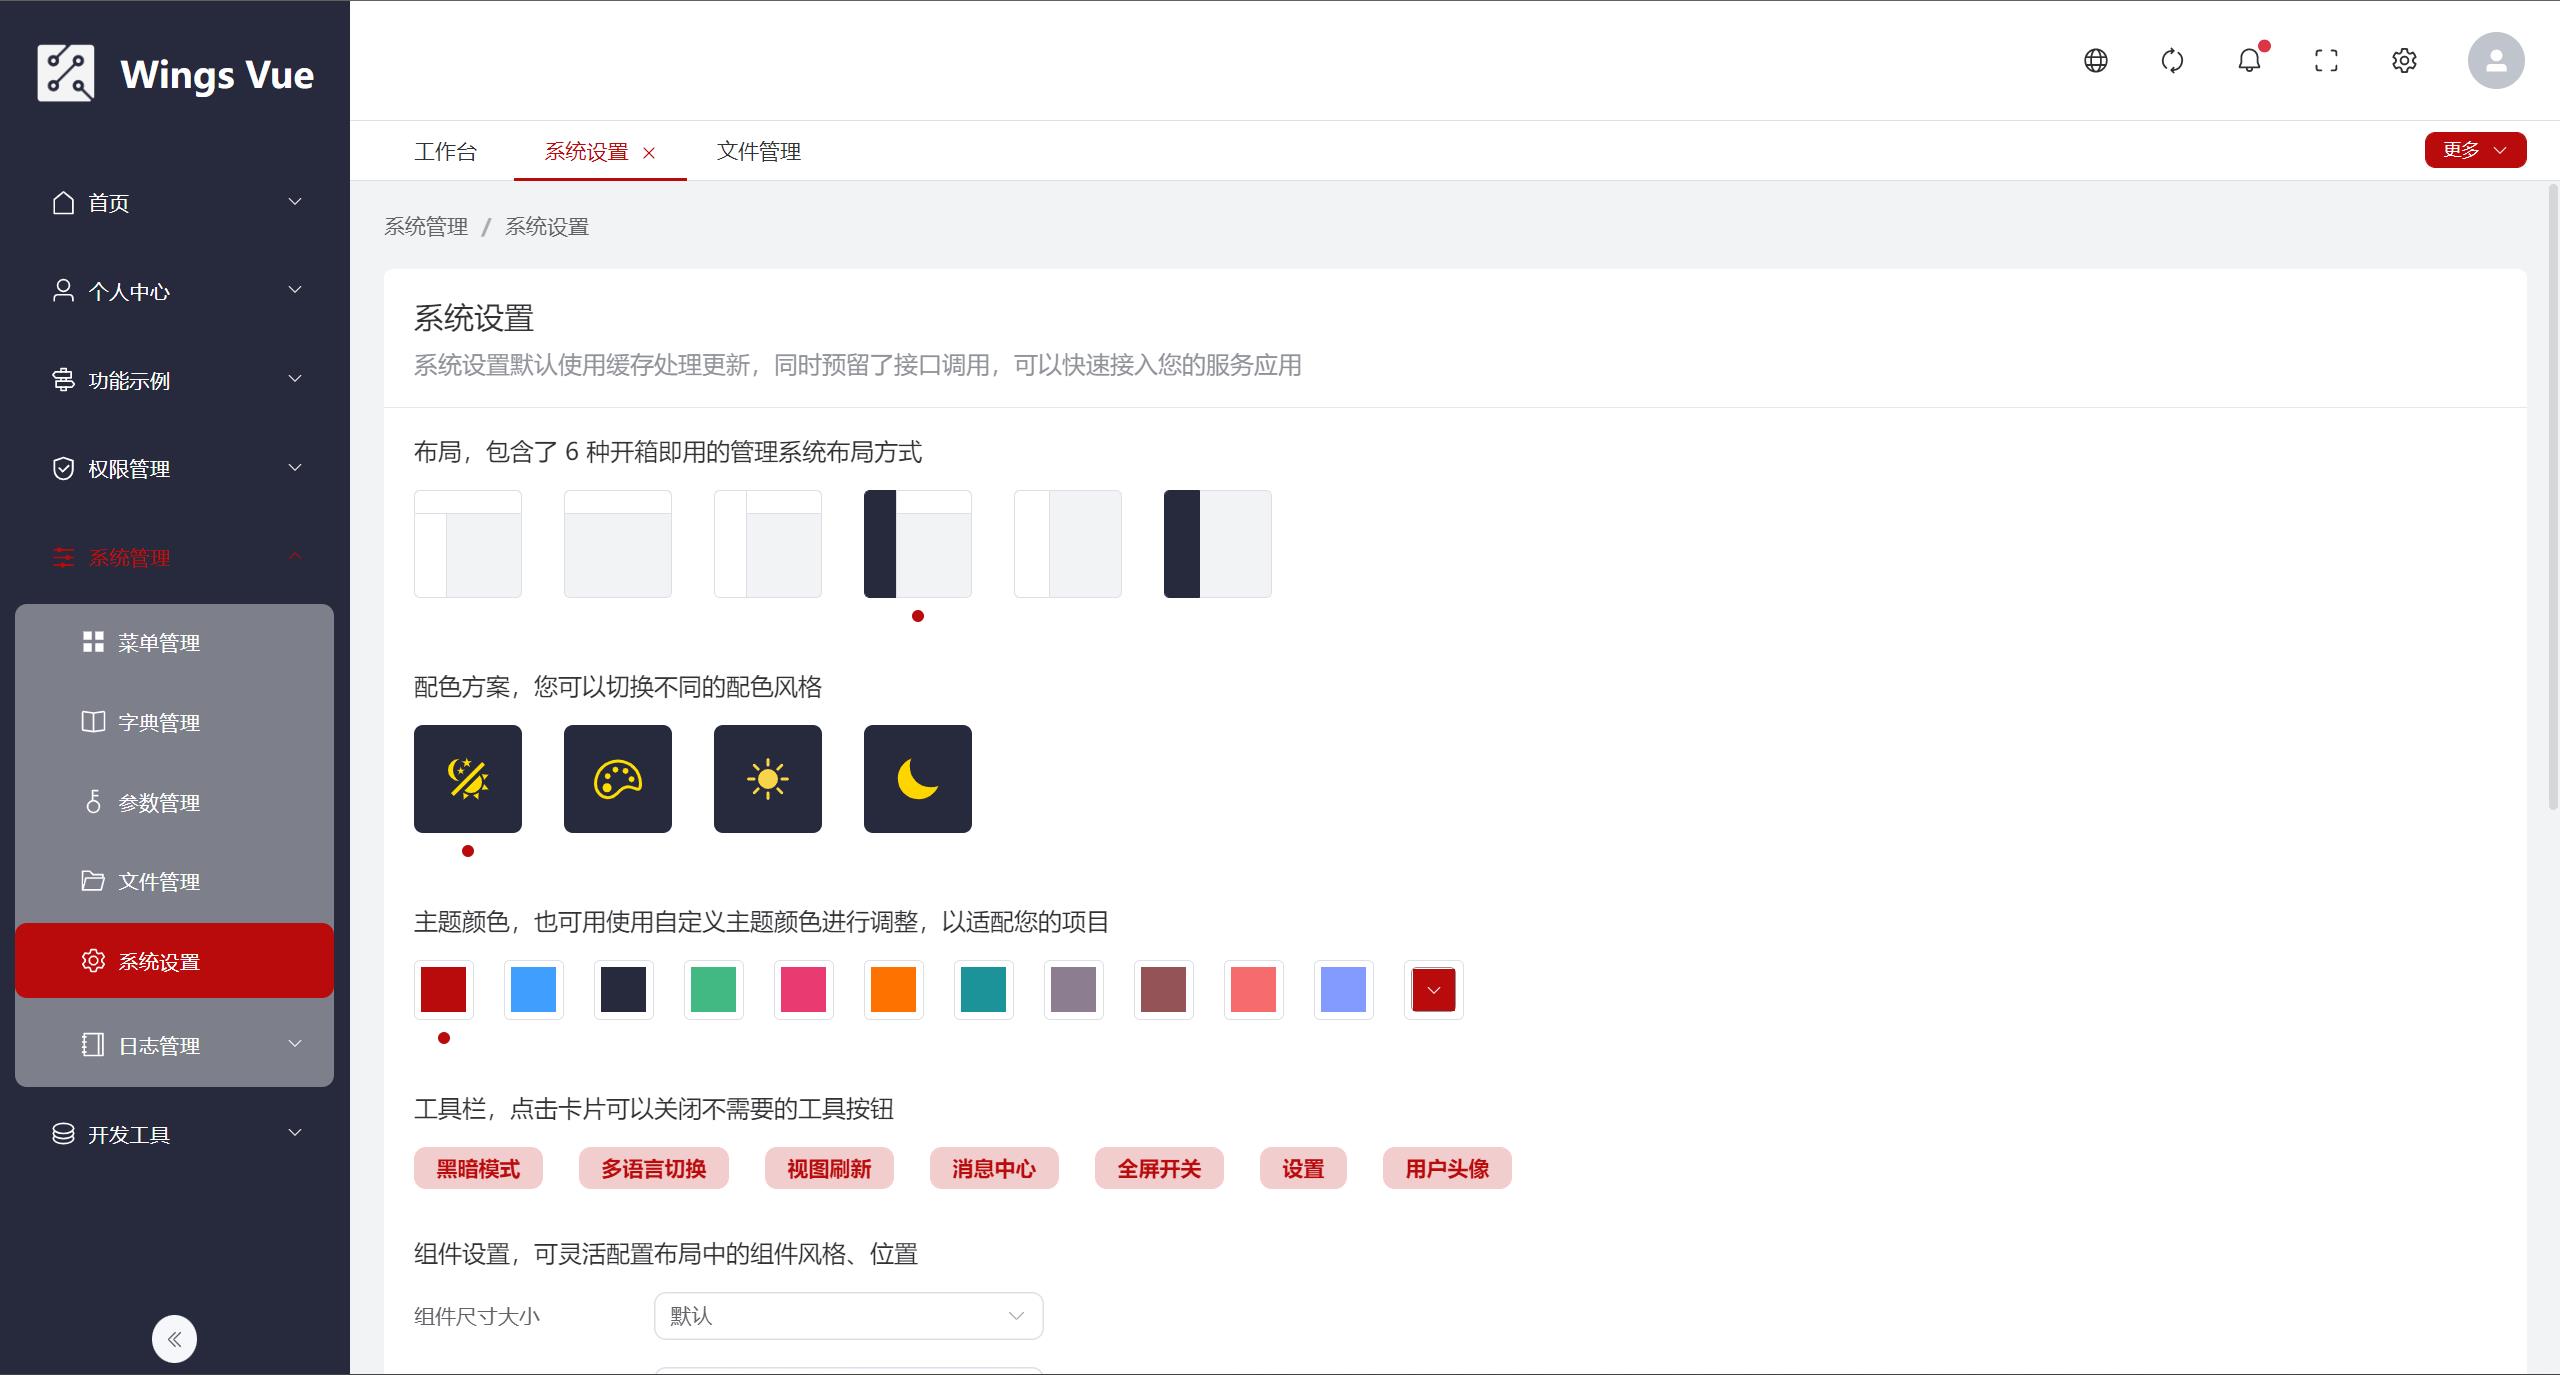 Wings Vue
首页
个人中心
功能示例
权限管理
系统管理
菜单管理
字典管理
参数管理
文件管理
系统设置
日志管理
开发工具
工作台
系统设置
文件管理
更多
系统管理 / 系统设置
系统设置
系统设置默认使用缓存处理更新，同时预留了接口调用，可以快速接入您的服务应用
布局，包含了 6 种开箱即用的管理系统布局方式
配色方案，您可以切换不同的配色风格
主题颜色，也可用使用自定义主题颜色进行调整，以适配您的项目
工具栏，点击卡片可以关闭不需要的工具按钮
黑暗模式 多语言切换 视图刷新 消息中心 全屏开关 设置 用户头像
组件设置，可灵活配置布局中的组件风格、位置
组件尺寸大小 默认